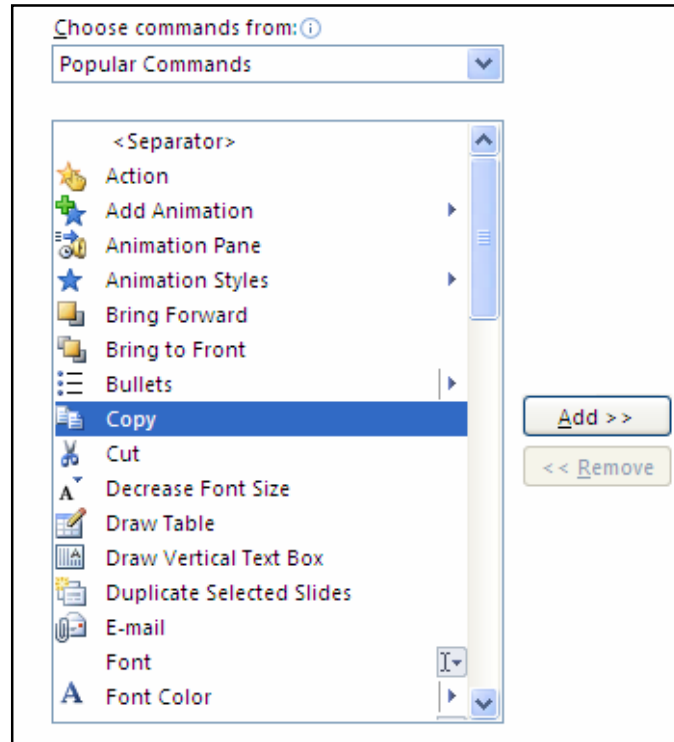 Choose commands from:
Popular Commands
<Separator>
Action
Add Animation
Animation Pane
Animation Styles
Bring Forward
Bring to Front
Bullets
Copy
Add >>
Cut
<< Remove
Decrease Font Size
Draw Table
Draw Vertical Text Box
Duplicate Selected Slides
E-mail
Font
Font Color